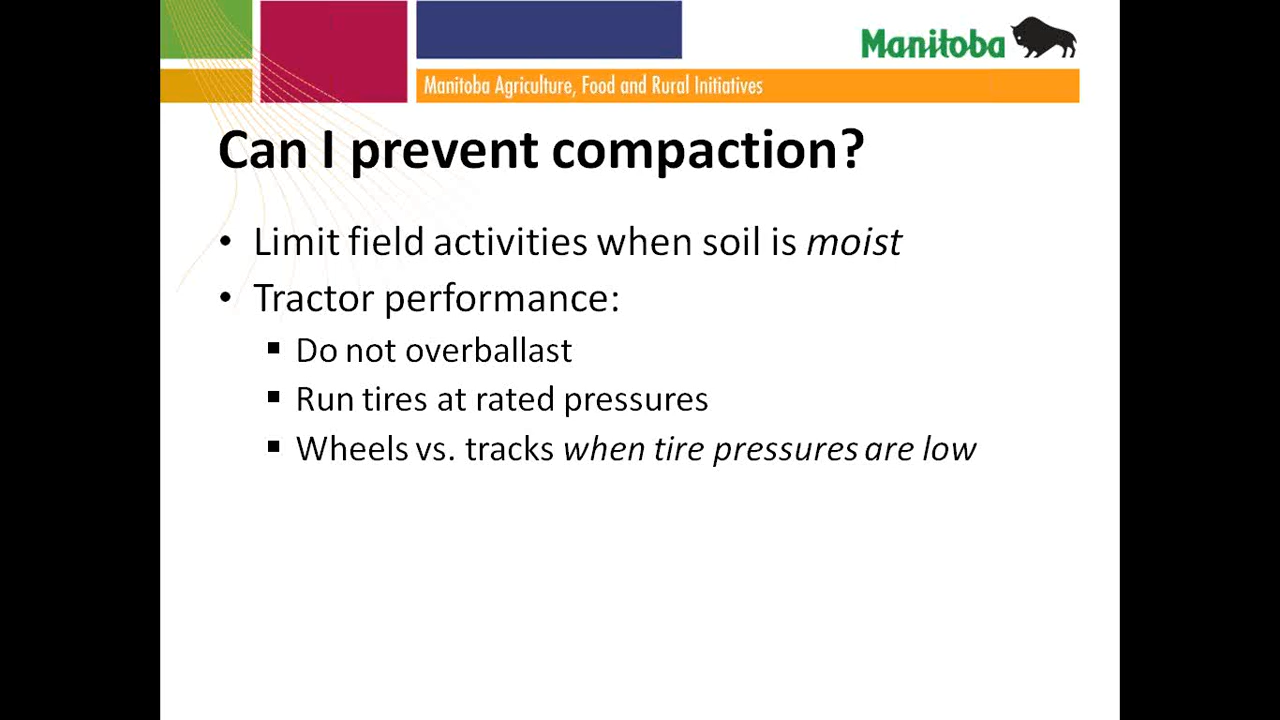 Manitoba
Manitoba Agriculture, Food and Rural Initiatives
Can I prevent compaction?
• Limit field activities when soil is moist
• Tractor performance:
▪ Do not overballast
▪ Run tires at rated pressures
▪ Wheels vs. tracks when tire pressures are low